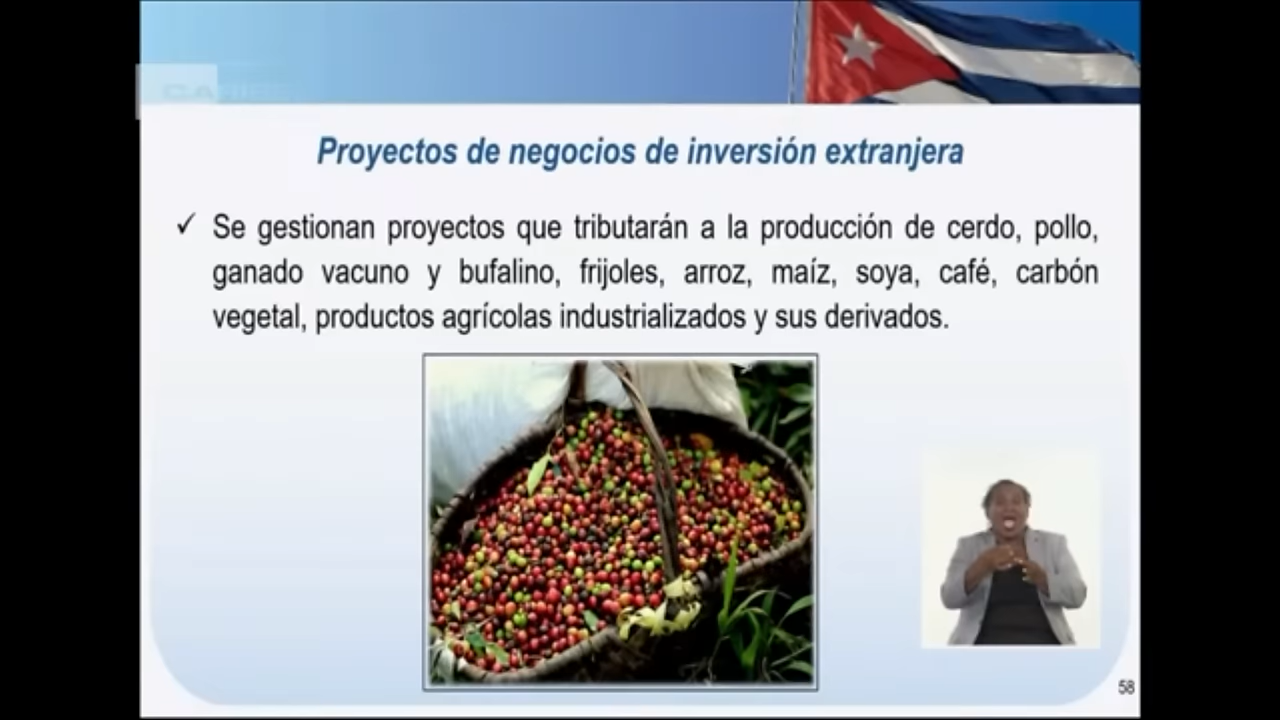 Proyectos de negocios de inversión extranjera
✓ Se gestionan proyectos que tributarán a la producción de cerdo, pollo,
ganado vacuno y bufalino, frijoles, arroz, maíz, soya, café, carbón
vegetal, productos agrícolas industrializados y sus derivados.
58